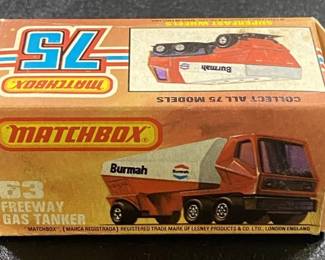 75
MATCHBOX
Burmah
SUPERFAST WHEELS
COLLECT ALL 75 MODELS
MATCHBOX
Burmah
Burmah
63
FREEWAY
GAS TANKER
"MATCHBOX", (MARCA REGISTRADA) REGISTERED TRADE MARK OF LESNEY PRODUCTS & CO. LTD., LONDON ENGLAND